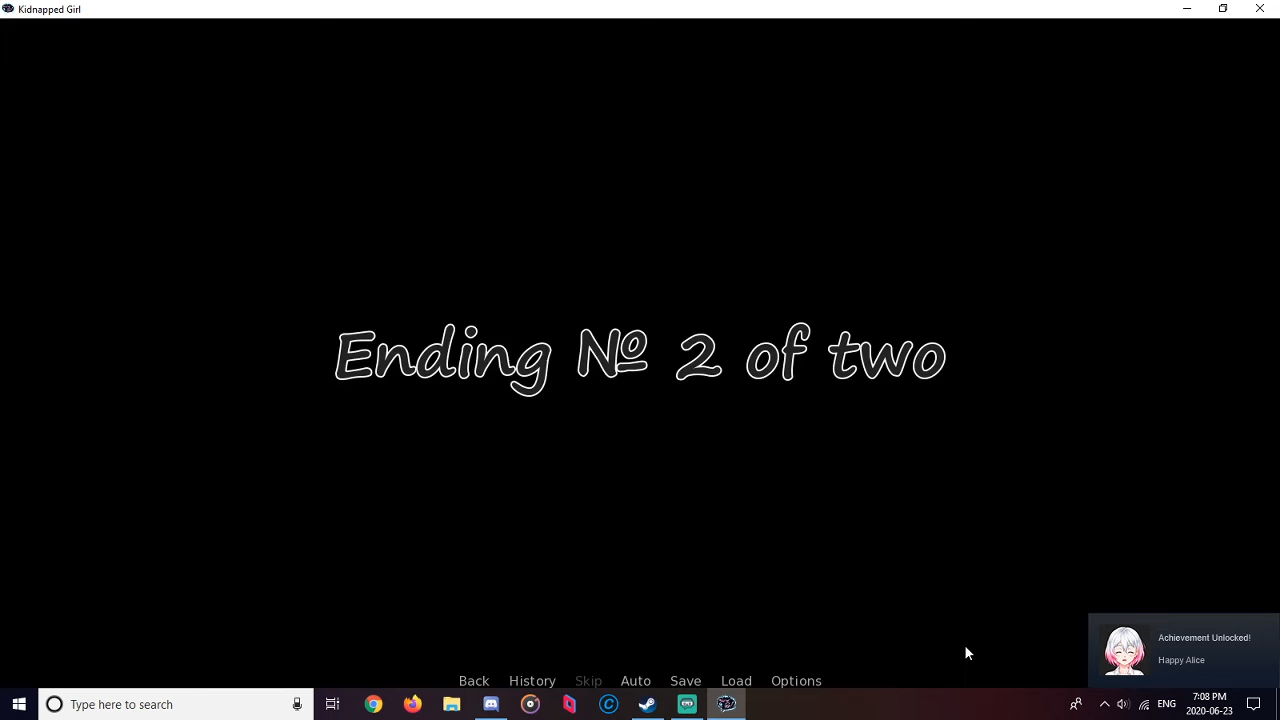 Kidnapped Girl
Ending № 2 of two
Achievement Unlocked!
Happy Alice
Back History Skip Auto Save Load Options
Type here to search
ENG
7:08 PM
2020-06-23